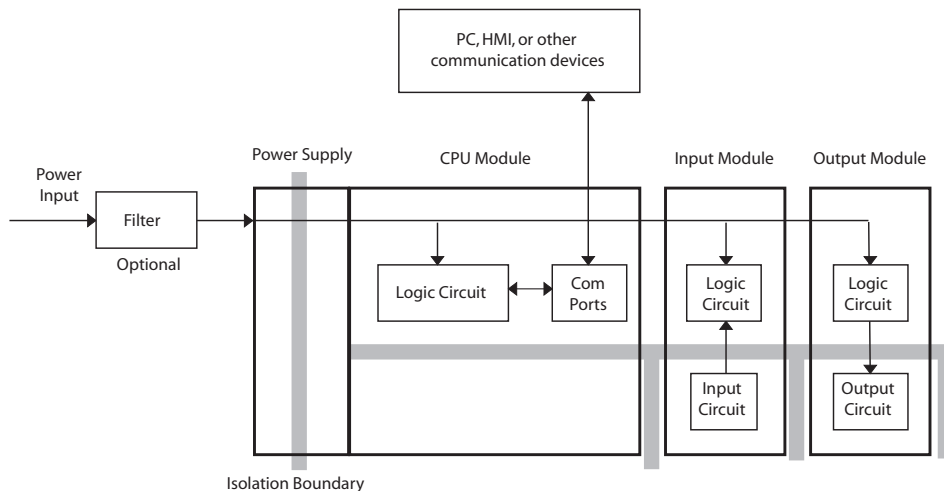 PC, HMI, or other
communication devices
Power Supply
CPU Module
Input Module
Output Module
Power
Input
Filter
Optional
Logic Circuit
Com
Ports
Logic
Circuit
Logic
Circuit
Input
Circuit
Output
Circuit
Isolation Boundary